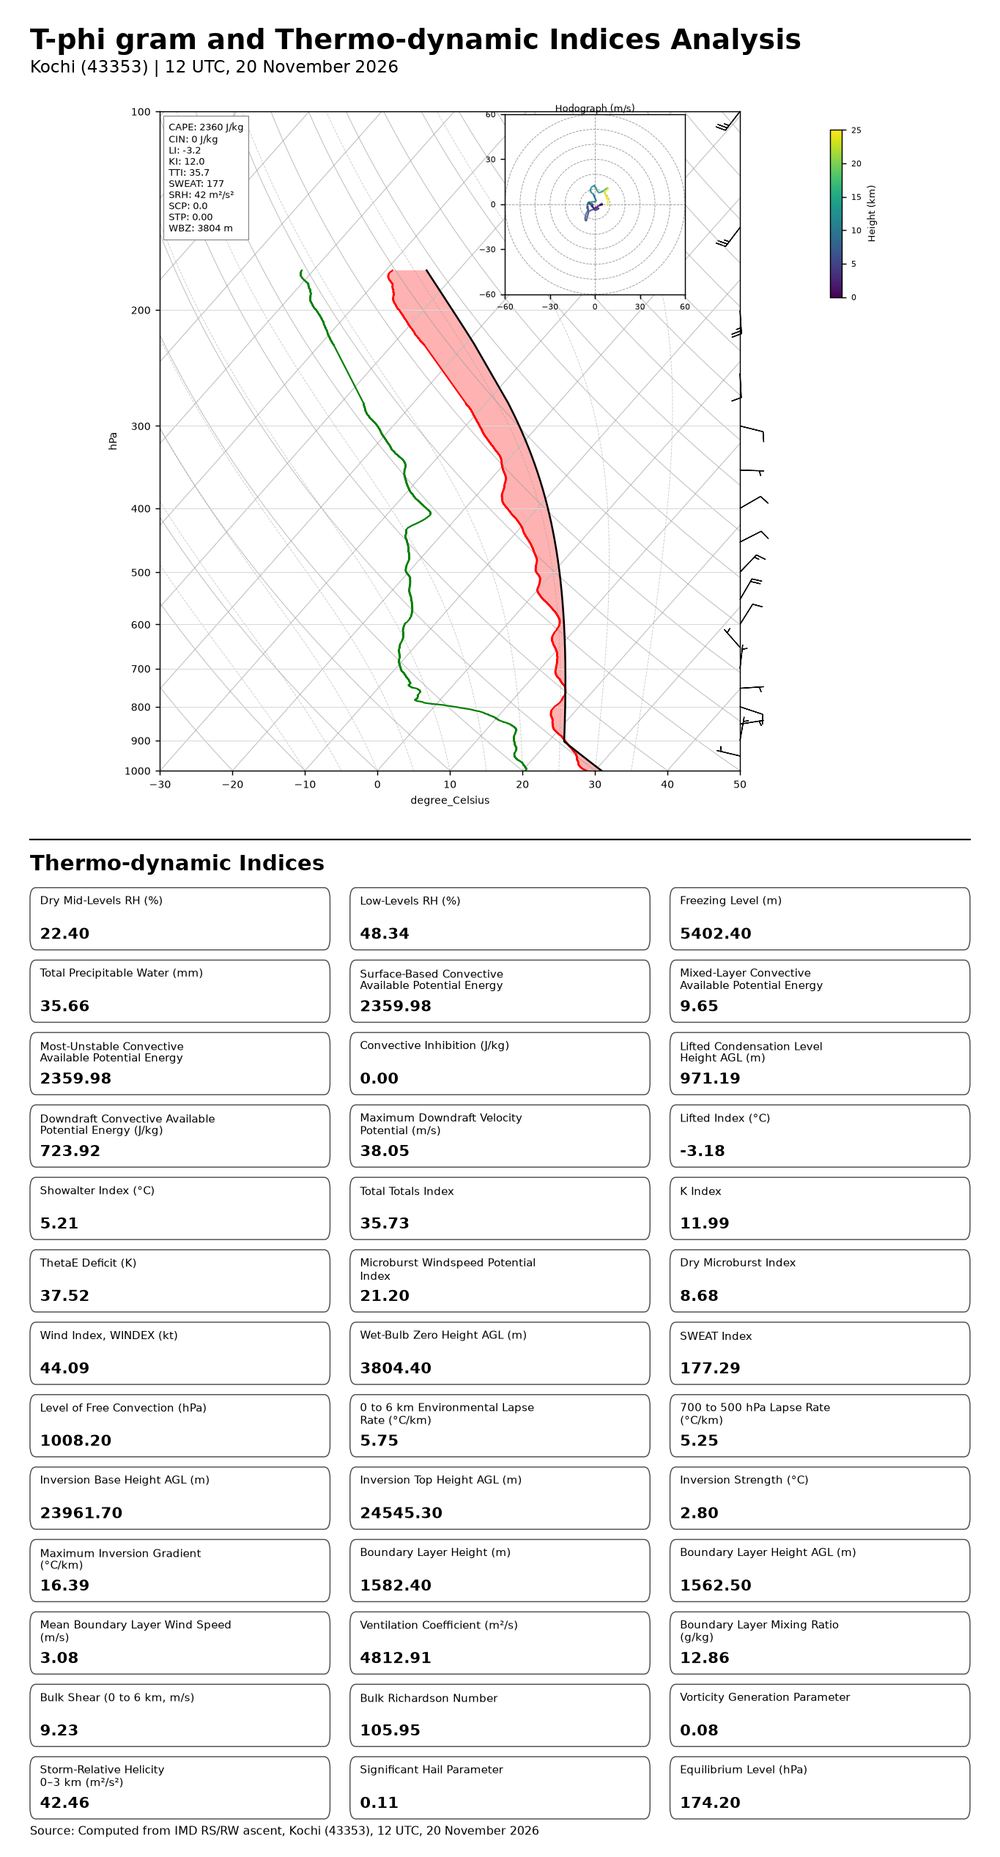 T-phi gram and Thermo-dynamic Indices Analysis
Kochi (43353) | 12 UTC, 20 November 2026
Hodograph (m/s)
CAPE: 2360 J/kg
CIN: 0 J/kg
LI: -3.2
KI: 12.0
TTI: 35.7
SWEAT: 177
SRH: 42 m²/s²
SCP: 0.0
STP: 0.00
WBZ: 3804 m
60
30
0
−30
−60
−60 −30 0 30 60
25
20
15
10
5
0
Height (km)
100
200
300
400
500
600
700
800
900
1000
hPa
−30 −20 −10 0 10 20 30 40 50
degree_Celsius
Thermo-dynamic Indices
Dry Mid-Levels RH (%)
22.40
Low-Levels RH (%)
48.34
Freezing Level (m)
5402.40
Total Precipitable Water (mm)
35.66
Surface-Based Convective
Available Potential Energy
2359.98
Mixed-Layer Convective
Available Potential Energy
9.65
Most-Unstable Convective
Available Potential Energy
2359.98
Convective Inhibition (J/kg)
0.00
Lifted Condensation Level
Height AGL (m)
971.19
Downdraft Convective Available
Potential Energy (J/kg)
723.92
Maximum Downdraft Velocity
Potential (m/s)
38.05
Lifted Index (°C)
-3.18
Showalter Index (°C)
5.21
Total Totals Index
35.73
K Index
11.99
ThetaE Deficit (K)
37.52
Microburst Windspeed Potential
Index
21.20
Dry Microburst Index
8.68
Wind Index, WINDEX (kt)
44.09
Wet-Bulb Zero Height AGL (m)
3804.40
SWEAT Index
177.29
Level of Free Convection (hPa)
1008.20
0 to 6 km Environmental Lapse
Rate (°C/km)
5.75
700 to 500 hPa Lapse Rate
(°C/km)
5.25
Inversion Base Height AGL (m)
23961.70
Inversion Top Height AGL (m)
24545.30
Inversion Strength (°C)
2.80
Maximum Inversion Gradient
(°C/km)
16.39
Boundary Layer Height (m)
1582.40
Boundary Layer Height AGL (m)
1562.50
Mean Boundary Layer Wind Speed
(m/s)
3.08
Ventilation Coefficient (m²/s)
4812.91
Boundary Layer Mixing Ratio
(g/kg)
12.86
Bulk Shear (0 to 6 km, m/s)
9.23
Bulk Richardson Number
105.95
Vorticity Generation Parameter
0.08
Storm-Relative Helicity
0–3 km (m²/s²)
42.46
Significant Hail Parameter
0.11
Equilibrium Level (hPa)
174.20
Source: Computed from IMD RS/RW ascent, Kochi (43353), 12 UTC, 20 November 2026